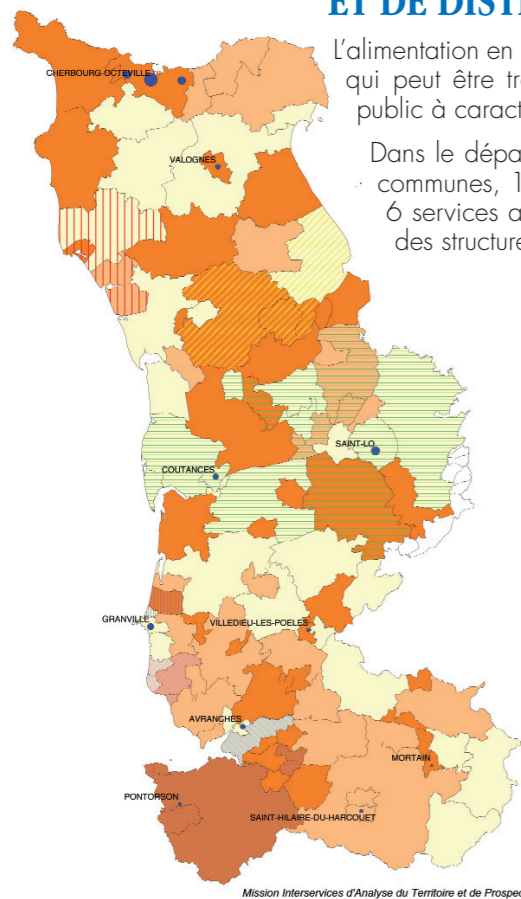 ET DE DISTR
L'alimentation en
qui peut être tr
public à caract
Dans le dépa
communes, 1
6 services a
des structure
CHERBOURG-OCTEVILLE
VALOGNES
SAINT-LO
COUTANCES
GRANVILLE
VILLEDIEU-LES-POELES
AVRANCHES
MORTAIN
PONTORSON
SAINT-HILAIRE-DU-HARCOUET
Mission Interservices d'Analyse du Territoire et de Prospec